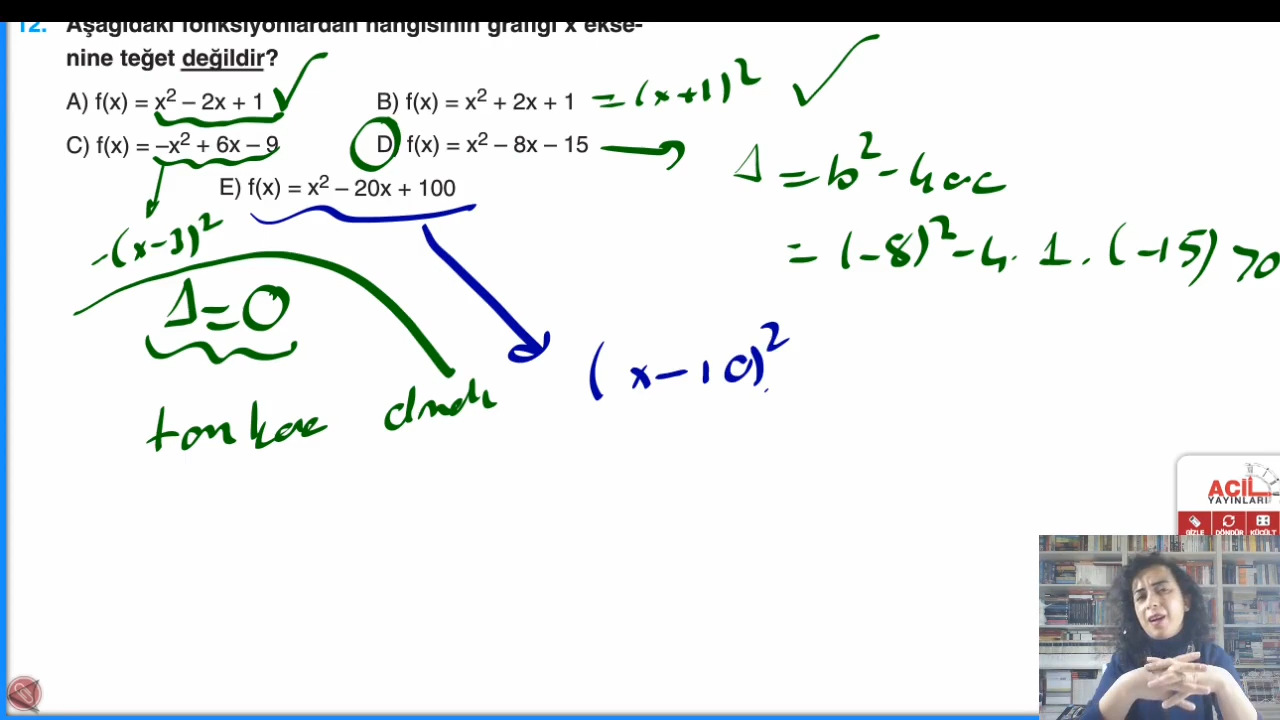 12. Aşağıdaki fonksiyonlardan hangisinin grafiği x ekse-
nine teğet değildir?
A) f(x) = x² – 2x + 1
B) f(x) = x² + 2x + 1 = (x+1)²
C) f(x) = –x² + 6x – 9
D) f(x) = x² – 8x – 15
Δ = b² - 4ac
E) f(x) = x² – 20x + 100
-(x-3)²
= (-8)² - 4. 1. (-15) >0
Δ=0
(x-10)²
tam kare
ACİL
YAYINLARI
GİZLE DÖNDÜR KÜÇÜLT